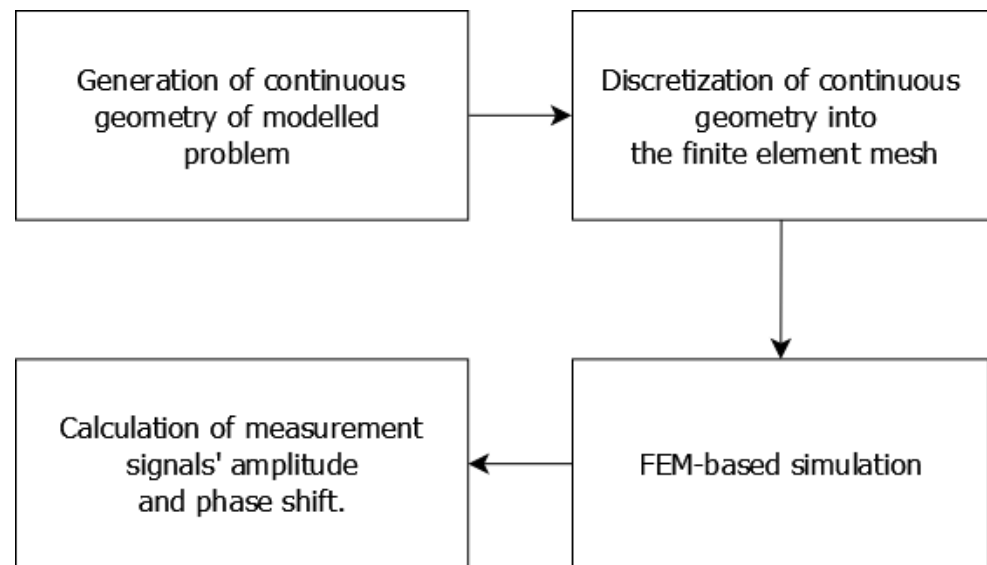 Generation of continuous
geometry of modelled
problem
Discretization of continuous
geometry into
the finite element mesh
FEM-based simulation
Calculation of measurement
signals' amplitude
and phase shift.